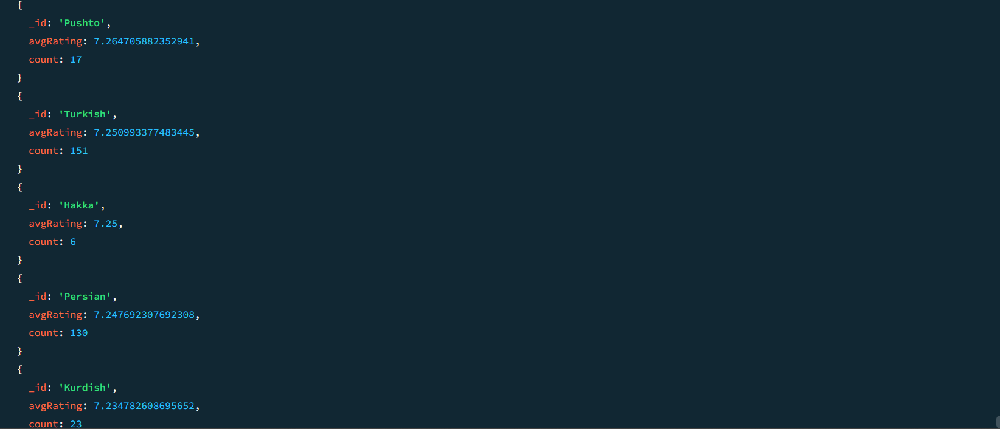 {
_id: 'Pushto',
avgRating: 7.264705882352941,
count: 17
}
{
_id: 'Turkish',
avgRating: 7.250993377483445,
count: 151
}
{
_id: 'Hakka',
avgRating: 7.25,
count: 6
}
{
_id: 'Persian',
avgRating: 7.247692307692308,
count: 130
}
{
_id: 'Kurdish',
avgRating: 7.234782608695652,
count: 23